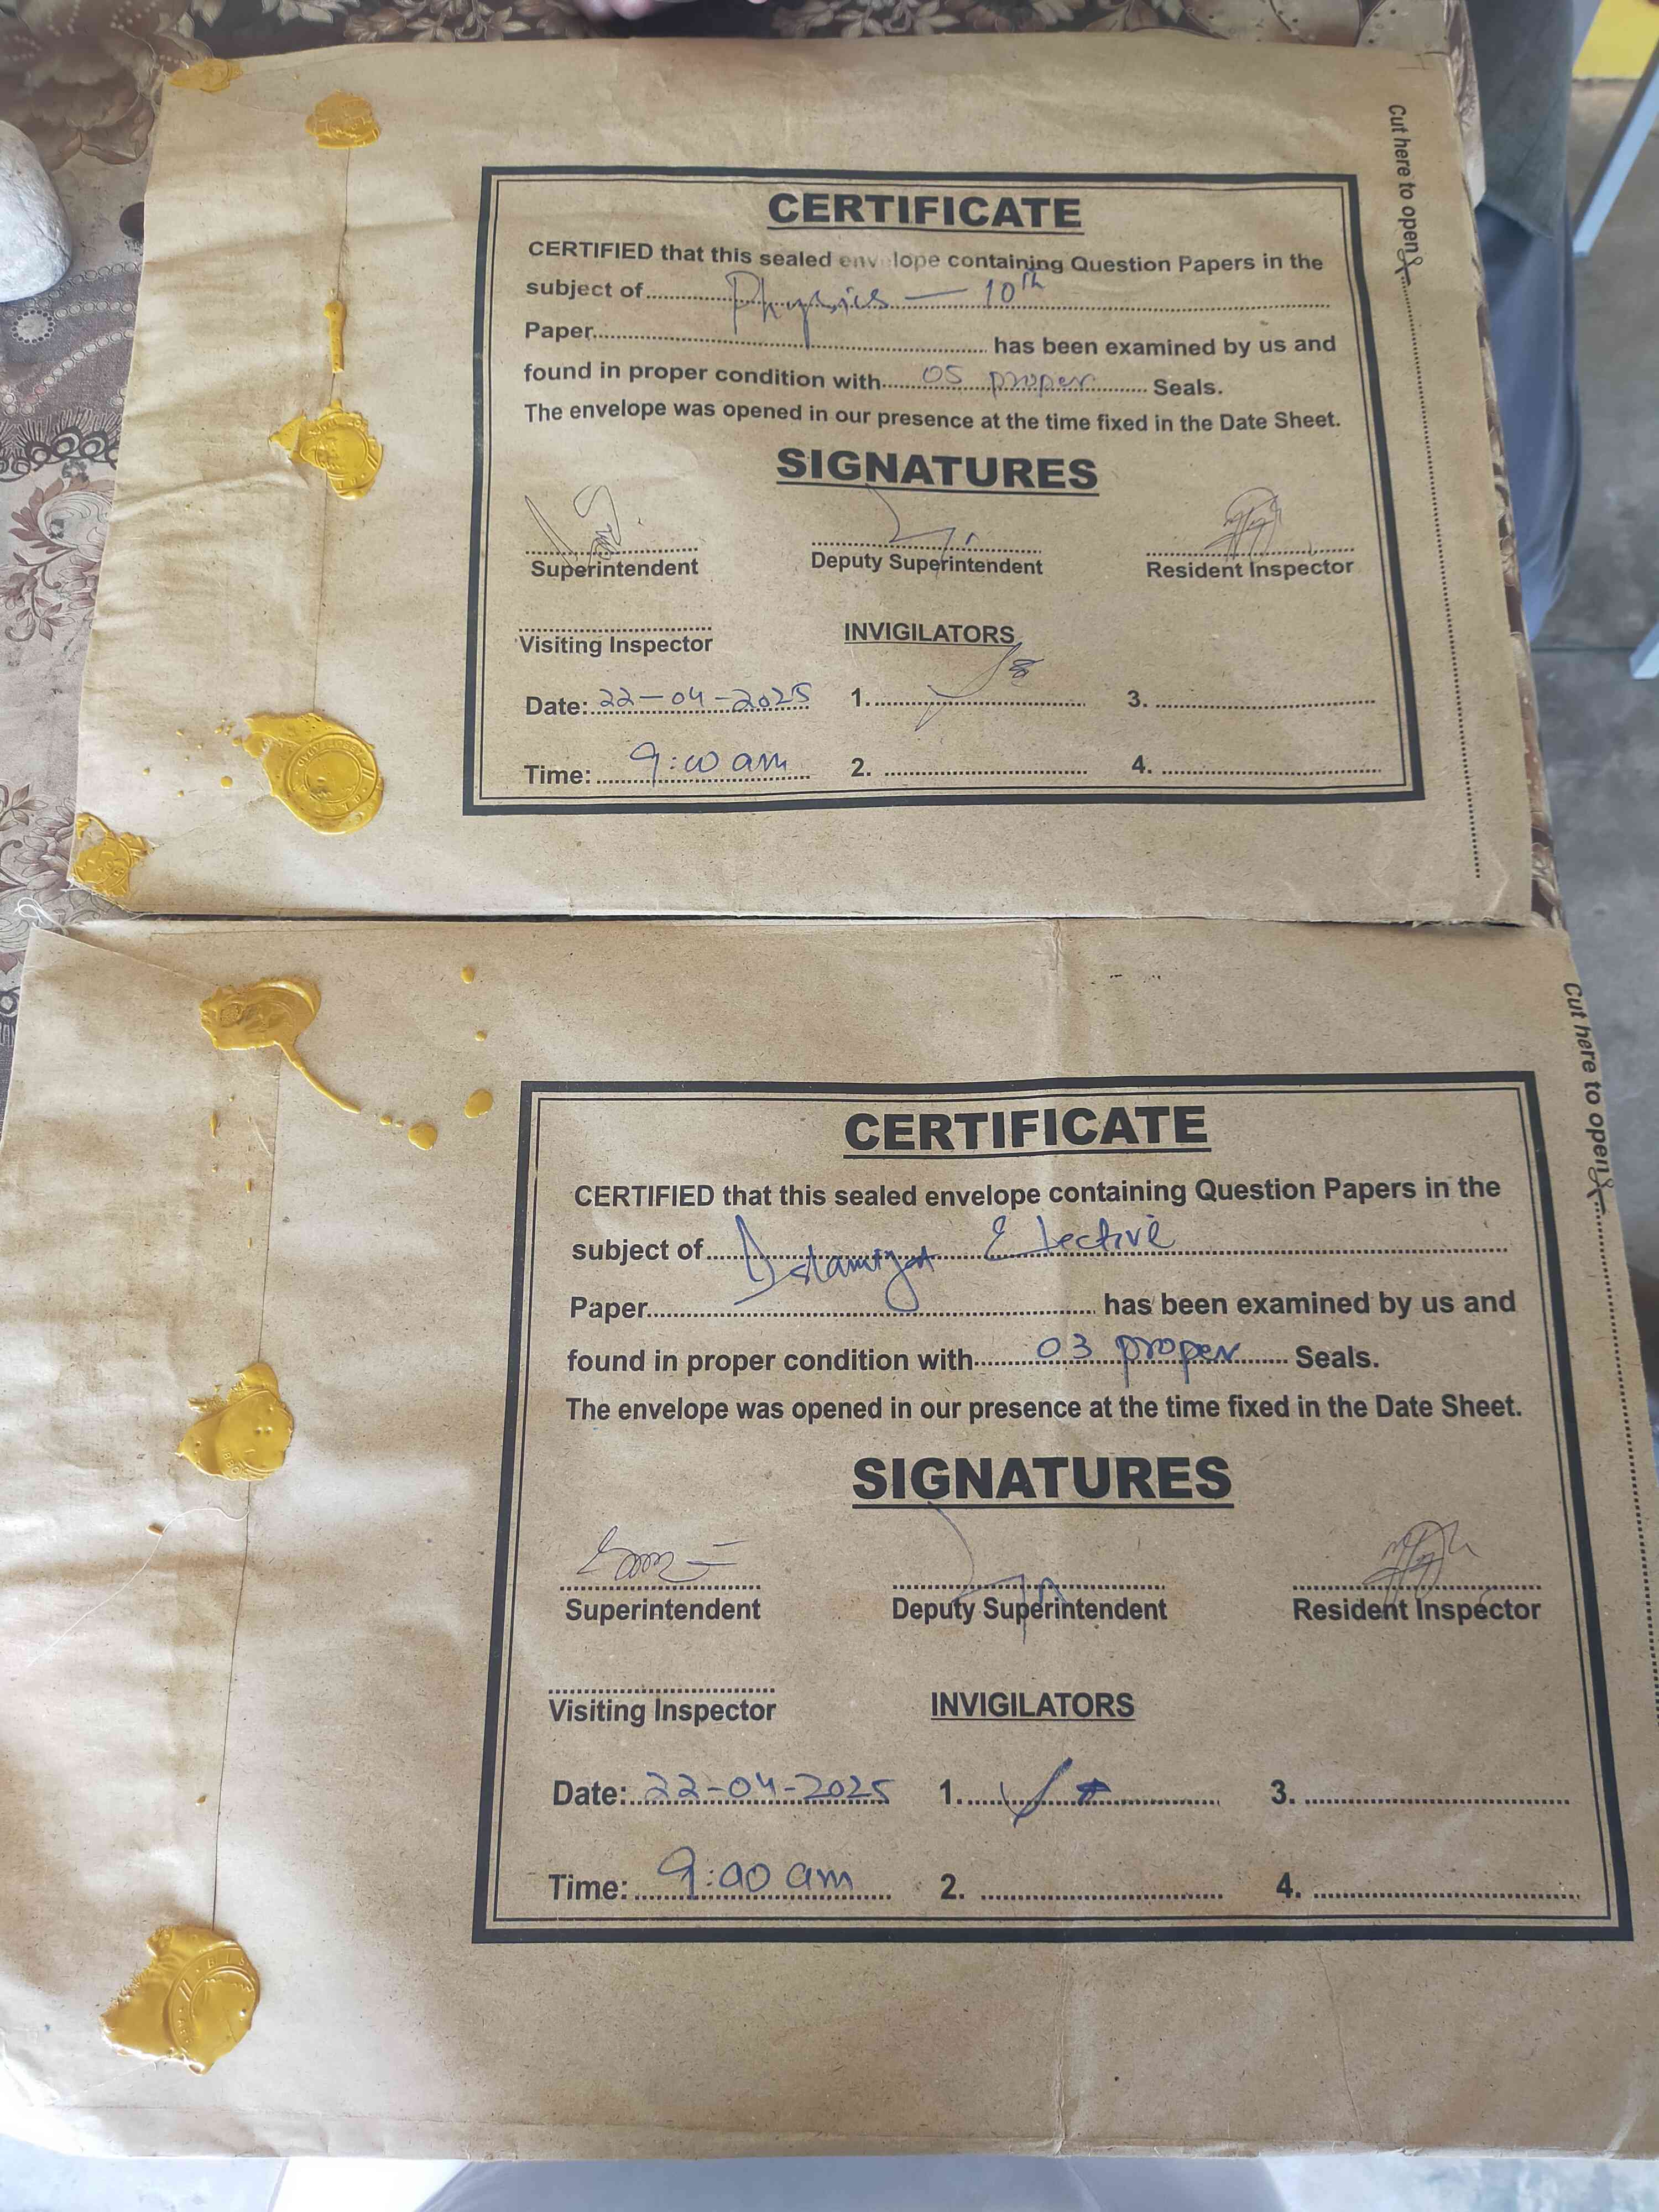 Cut here to open
CERTIFICATE
CERTIFIED that this sealed envelope containing Question Papers in the
subject of Physics — 10th
Paper has been examined by us and
found in proper condition with 05 proper Seals.
The envelope was opened in our presence at the time fixed in the Date Sheet.
SIGNATURES
Superintendent Deputy Superintendent Resident Inspector
Visiting Inspector INVIGILATORS
Date: 22-04-2025 1. 3.
Time: 9:00 am 2. 4.
Cut here to open
CERTIFICATE
CERTIFIED that this sealed envelope containing Question Papers in the
subject of Islamiyat Elective
Paper has been examined by us and
found in proper condition with 03 proper Seals.
The envelope was opened in our presence at the time fixed in the Date Sheet.
SIGNATURES
Superintendent Deputy Superintendent Resident Inspector
Visiting Inspector INVIGILATORS
Date: 22-04-2025 1. 3.
Time: 9:00 am 2. 4.